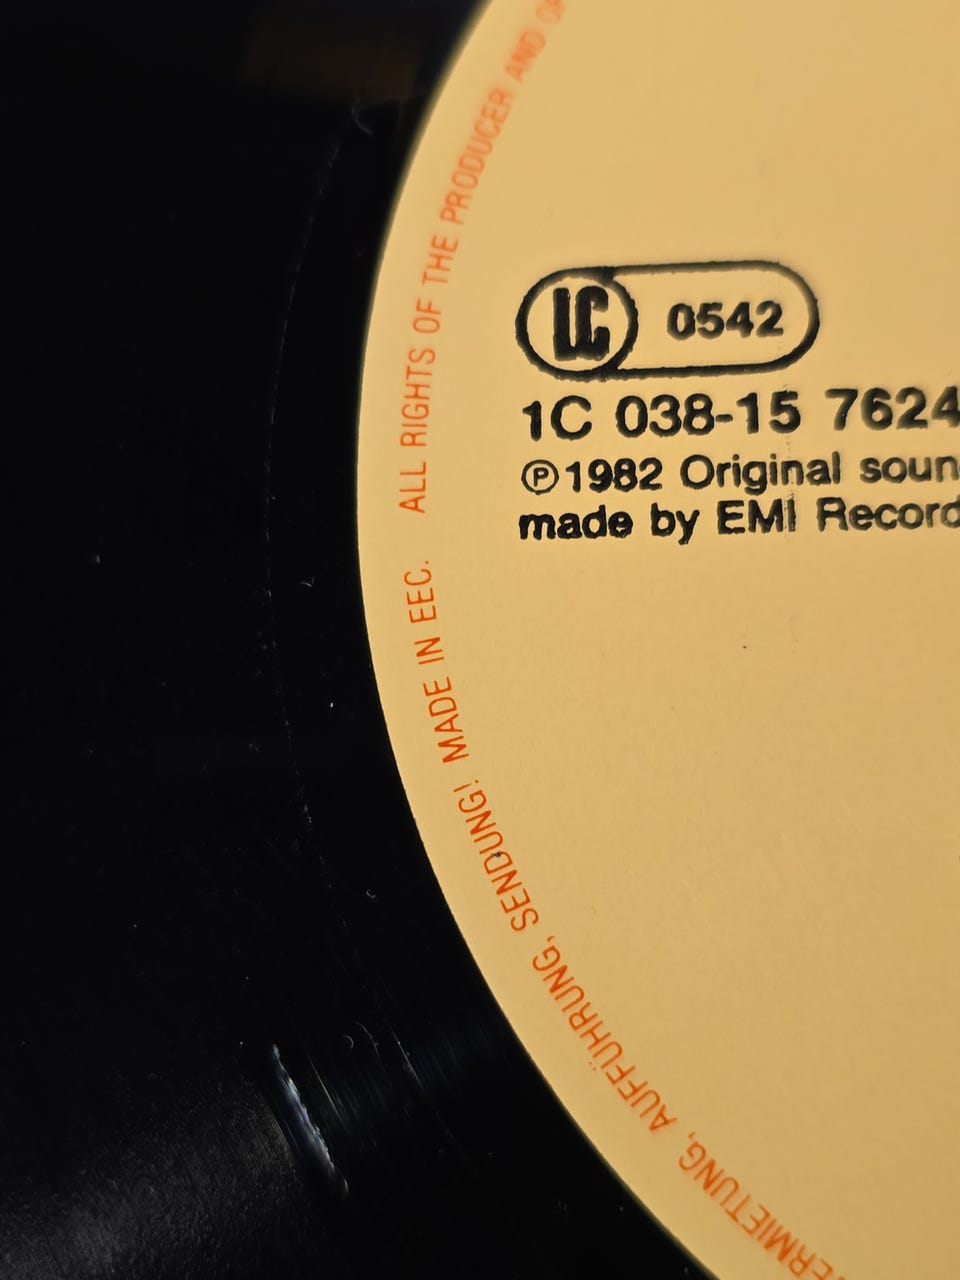 LC 0542
1C 038-15 7624
℗1982 Original soun
made by EMI Record
ALL RIGHTS OF THE PRODUCER AND
AUFFÜHRUNG, SENDUNG! MADE IN EEC.